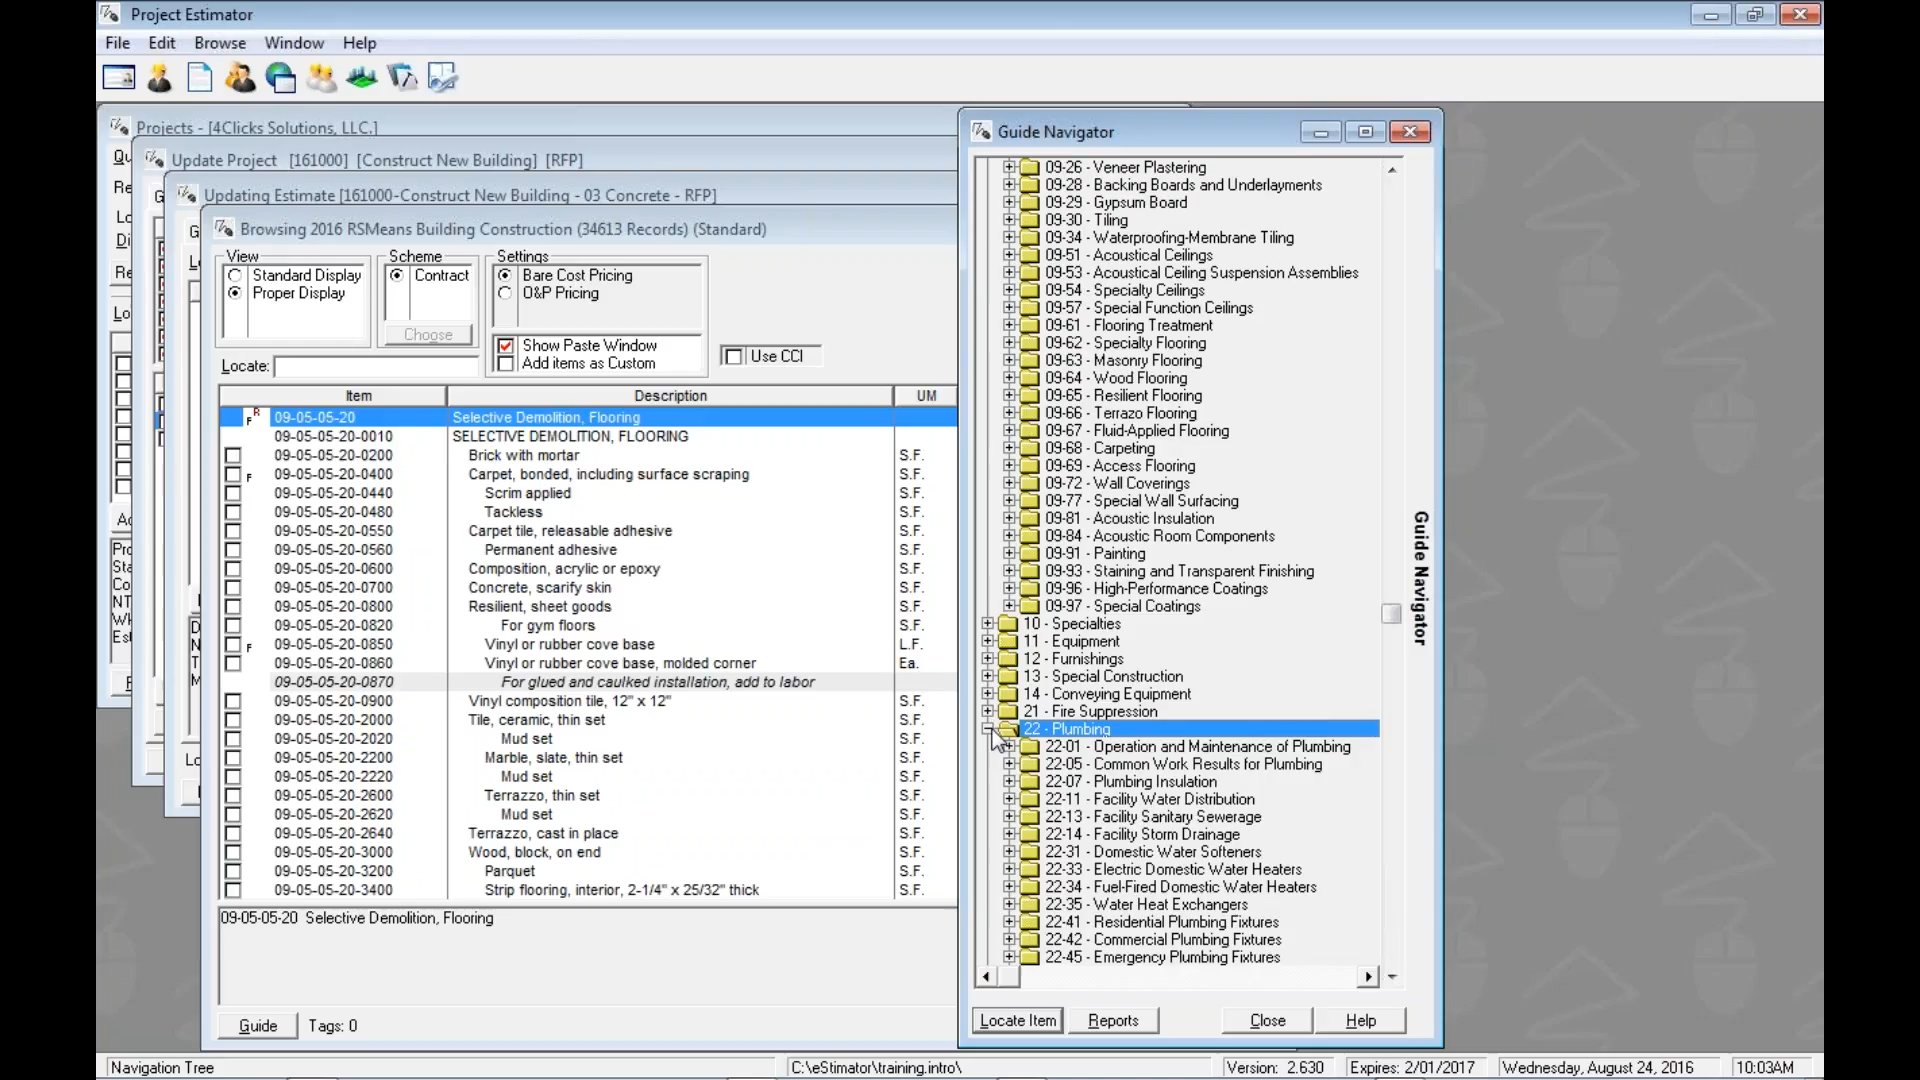 Project Estimator
File Edit Browse Window Help
Projects - [4Clicks Solutions, LLC.]
Update Project [161000] [Construct New Building] [RFP]
Updating Estimate [161000-Construct New Building - 03 Concrete - RFP]
Browsing 2016 RSMeans Building Construction (34613 Records) (Standard)
View
Standard Display
Proper Display
Scheme
Contract
Choose
Settings
Bare Cost Pricing
O&P Pricing
Show Paste Window
Add items as Custom
Use CCI
Locate:
Item Description UM
09-05-05-20 Selective Demolition, Flooring
09-05-05-20-0010 SELECTIVE DEMOLITION, FLOORING
09-05-05-20-0200 Brick with mortar S.F.
09-05-05-20-0400 Carpet, bonded, including surface scraping S.F.
09-05-05-20-0440 Scrim applied S.F.
09-05-05-20-0480 Tackless S.F.
09-05-05-20-0550 Carpet tile, releasable adhesive S.F.
09-05-05-20-0560 Permanent adhesive S.F.
09-05-05-20-0600 Composition, acrylic or epoxy S.F.
09-05-05-20-0700 Concrete, scarify skin S.F.
09-05-05-20-0800 Resilient, sheet goods S.F.
09-05-05-20-0820 For gym floors S.F.
09-05-05-20-0850 Vinyl or rubber cove base L.F.
09-05-05-20-0860 Vinyl or rubber cove base, molded corner Ea.
09-05-05-20-0870 For glued and caulked installation, add to labor
09-05-05-20-0900 Vinyl composition tile, 12" x 12" S.F.
09-05-05-20-2000 Tile, ceramic, thin set S.F.
09-05-05-20-2020 Mud set S.F.
09-05-05-20-2200 Marble, slate, thin set S.F.
09-05-05-20-2220 Mud set S.F.
09-05-05-20-2600 Terrazzo, thin set S.F.
09-05-05-20-2620 Mud set S.F.
09-05-05-20-2640 Terrazzo, cast in place S.F.
09-05-05-20-3000 Wood, block, on end S.F.
09-05-05-20-3200 Parquet S.F.
09-05-05-20-3400 Strip flooring, interior, 2-1/4" x 25/32" thick S.F.
09-05-05-20 Selective Demolition, Flooring
Guide Tags: 0
Guide Navigator
09-26 - Veneer Plastering
09-28 - Backing Boards and Underlayments
09-29 - Gypsum Board
09-30 - Tiling
09-34 - Waterproofing-Membrane Tiling
09-51 - Acoustical Ceilings
09-53 - Acoustical Ceiling Suspension Assemblies
09-54 - Specialty Ceilings
09-57 - Special Function Ceilings
09-61 - Flooring Treatment
09-62 - Specialty Flooring
09-63 - Masonry Flooring
09-64 - Wood Flooring
09-65 - Resilient Flooring
09-66 - Terrazo Flooring
09-67 - Fluid-Applied Flooring
09-68 - Carpeting
09-69 - Access Flooring
09-72 - Wall Coverings
09-77 - Special Wall Surfacing
09-81 - Acoustic Insulation
09-84 - Acoustic Room Components
09-91 - Painting
09-93 - Staining and Transparent Finishing
09-96 - High-Performance Coatings
09-97 - Special Coatings
10 - Specialties
11 - Equipment
12 - Furnishings
13 - Special Construction
14 - Conveying Equipment
21 - Fire Suppression
22 - Plumbing
22-01 - Operation and Maintenance of Plumbing
22-05 - Common Work Results for Plumbing
22-07 - Plumbing Insulation
22-11 - Facility Water Distribution
22-13 - Facility Sanitary Sewerage
22-14 - Facility Storm Drainage
22-31 - Domestic Water Softeners
22-33 - Electric Domestic Water Heaters
22-34 - Fuel-Fired Domestic Water Heaters
22-35 - Water Heat Exchangers
22-41 - Residential Plumbing Fixtures
22-42 - Commercial Plumbing Fixtures
22-45 - Emergency Plumbing Fixtures
Guide Navigator
Locate Item Reports Close Help
Navigation Tree C:\eStimator\training.intro\ Version: 2.630 Expires: 2/01/2017 Wednesday, August 24, 2016 10:03AM